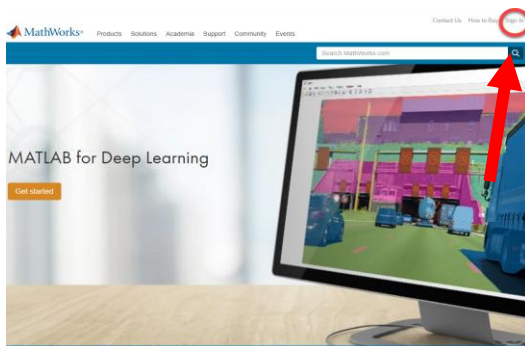 Contact Us How to Buy Sign In
MathWorks® Products Solutions Academia Support Community Events
Search MathWorks.com
MATLAB for Deep Learning
Get started